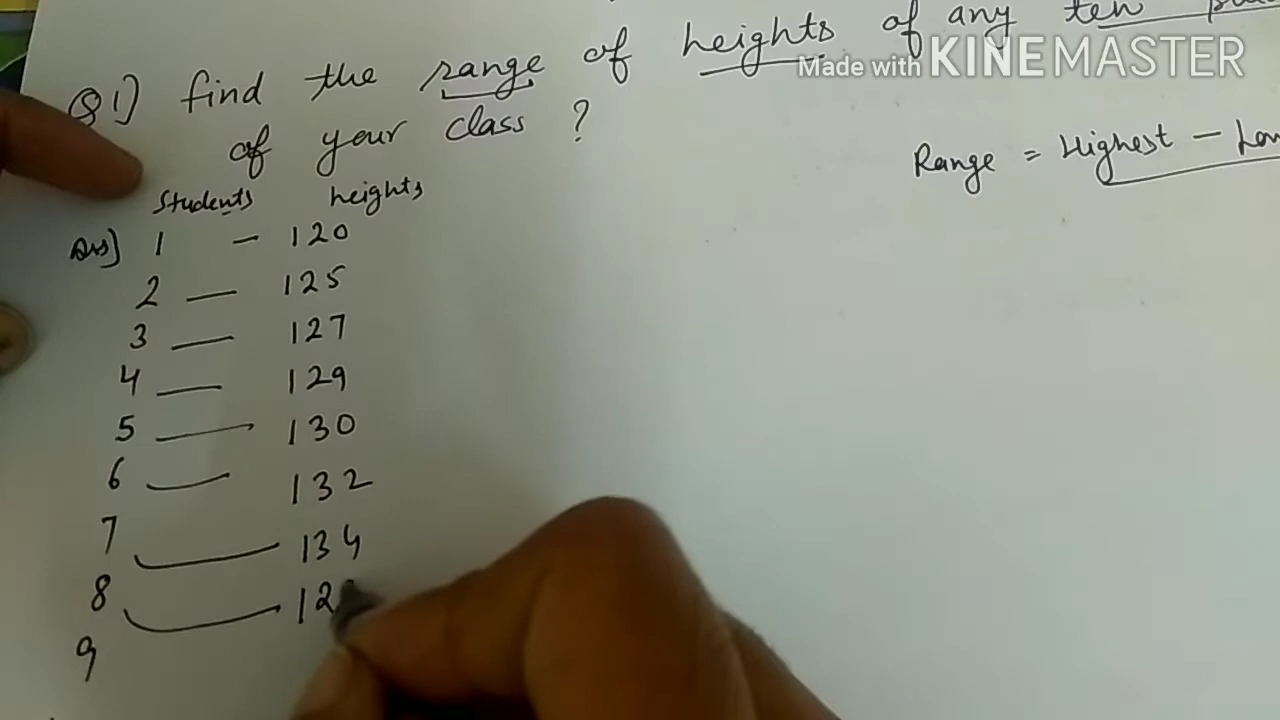 Q1) find the range of heights of any ten
of your class ?
Made with KINEMASTER
Range = Highest -
Students heights
Ans] 1 - 120
2 — 125
3 — 127
4 — 129
5 — 130
6 — 132
7 — 134
8 —
9